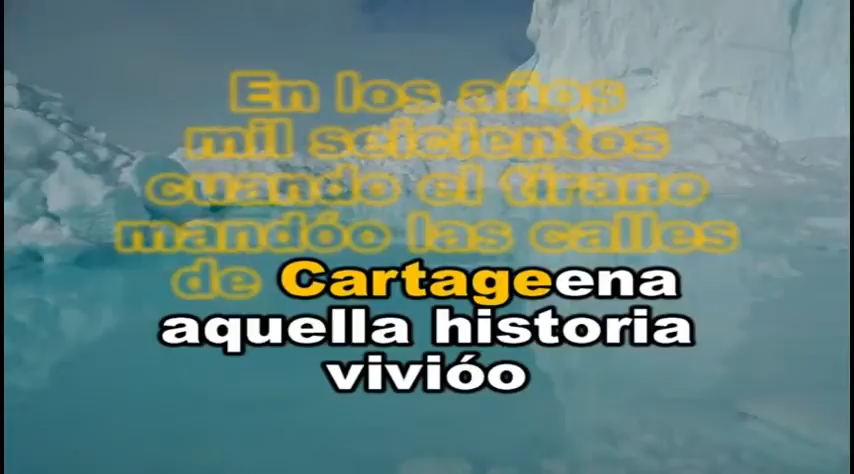 En los años
mil seicientos
cuando el tirano
mandóo las calles
de Cartageena
aquella historia
vivióo